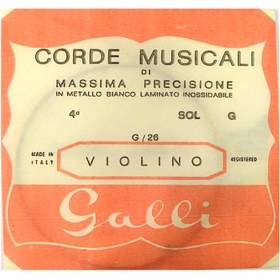 CORDE MUSICALI
DI
MASSIMA PRECISIONE
IN METALLO BIANCO LAMINATO INOSSIDABILE
4ª SOL G
G/26
MADE IN
ITALY
VIOLINO
REGISTERED
Galli